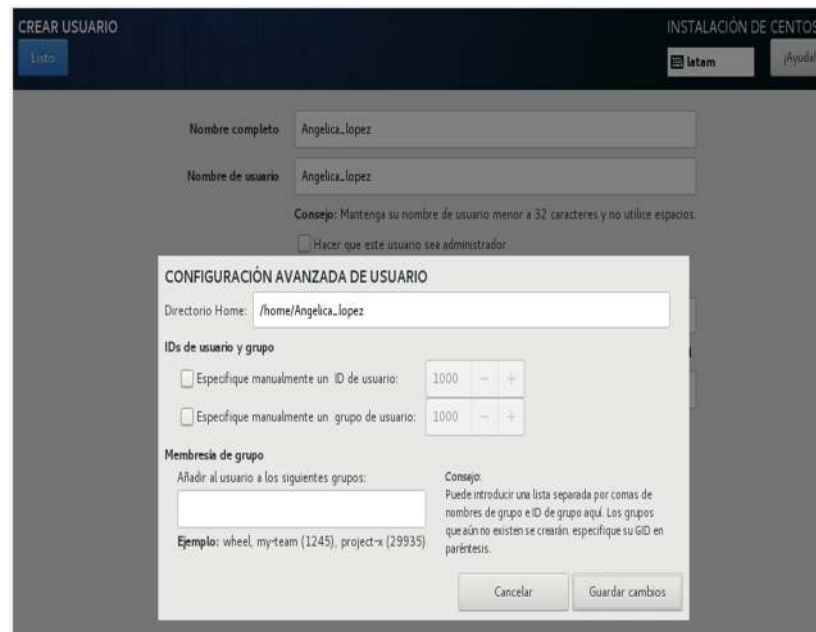 CREAR USUARIO
INSTALACIÓN DE CENTOS
Listo
latam
¡Ayuda!
Nombre completo
Angelica_lopez
Nombre de usuario
Angelica_lopez
Consejo: Mantenga su nombre de usuario menor a 32 caracteres y no utilice espacios.
Hacer que este usuario sea administrador
CONFIGURACIÓN AVANZADA DE USUARIO
Directorio Home: /home/Angelica_lopez
IDs de usuario y grupo
Especifique manualmente un ID de usuario: 1000 - +
Especifique manualmente un grupo de usuario: 1000 - +
Membresía de grupo
Añadir al usuario a los siguientes grupos:
Ejemplo: wheel, my-team (1245), project-x (29935)
Consejo:
Puede introducir una lista separada por comas de
nombres de grupo e ID de grupo aquí. Los grupos
que aún no existen se crearán, especifique su GID en
paréntesis.
Cancelar
Guardar cambios